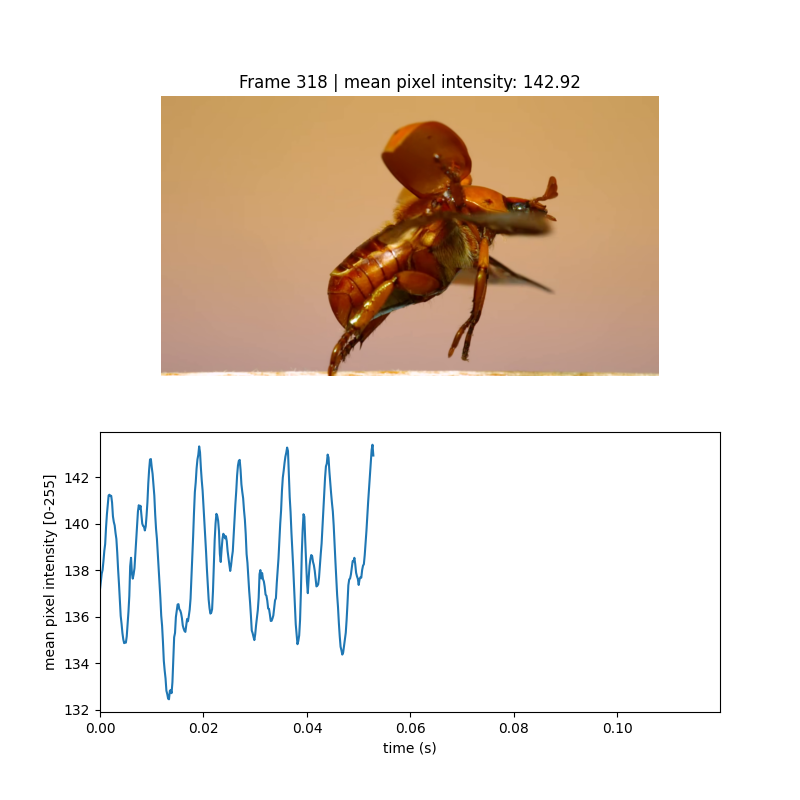 Frame 318 | mean pixel intensity: 142.92
mean pixel intensity [0-255]
142
140
138
136
134
132
0.00 0.02 0.04 0.06 0.08 0.10
time (s)